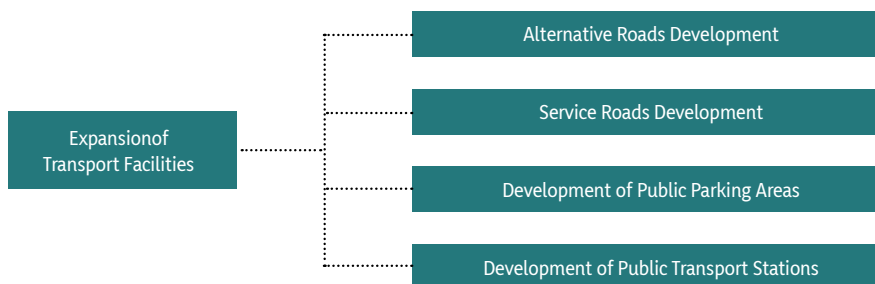 Alternative Roads Development
Service Roads Development
Expansionof
Transport Facilities
Development of Public Parking Areas
Development of Public Transport Stations